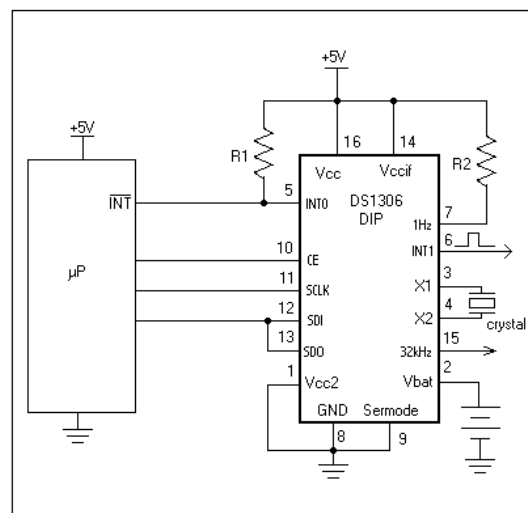 +5V
+5V
R1
16
14
R2
Vcc
Vccif
INT
5
INT0
DS1306
DIP
7
1Hz
6
INT1
µP
10
CE
3
X1
11
SCLK
4
X2
crystal
12
SDI
13
SDO
15
32kHz
1
Vcc2
2
Vbat
GND
Sermode
8
9